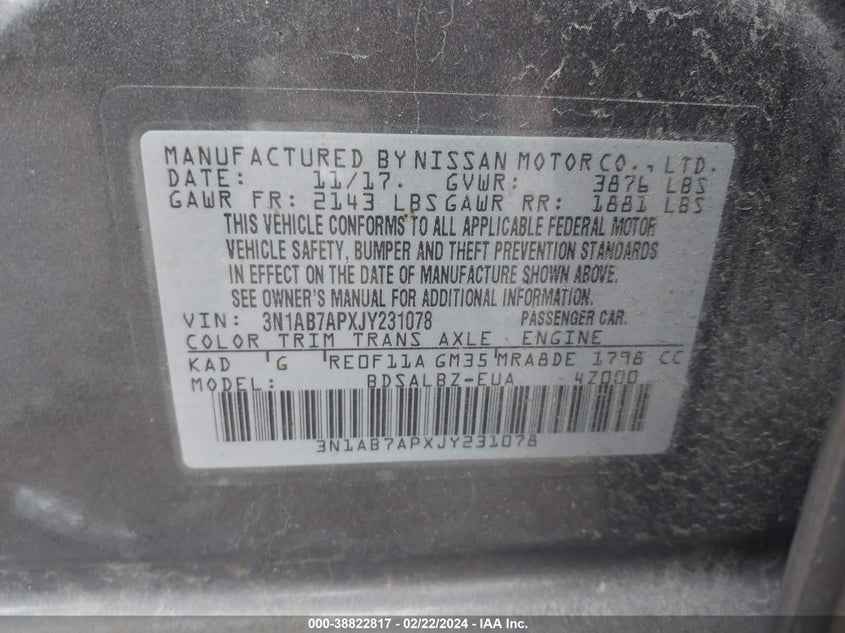 MANUFACTURED BY NISSAN MOTOR CO., LTD.
DATE: 11/17. GVWR: 3876 LBS
GAWR FR: 2143 LBS GAWR RR: 1881 LBS
THIS VEHICLE CONFORMS TO ALL APPLICABLE FEDERAL MOTOR
VEHICLE SAFETY, BUMPER AND THEFT PREVENTION STANDARDS
IN EFFECT ON THE DATE OF MANUFACTURE SHOWN ABOVE.
SEE OWNER'S MANUAL FOR ADDITIONAL INFORMATION.
VIN: 3N1AB7APXJY231078 PASSENGER CAR.
COLOR TRIM TRANS AXLE ENGINE
KAD G RE0F11A GM35 MRA8DE 1798 CC
MODEL: BDSALBZ-EUA 42000
3N1AB7APXJY231078
000-38822817 - 02/22/2024 - IAA Inc.